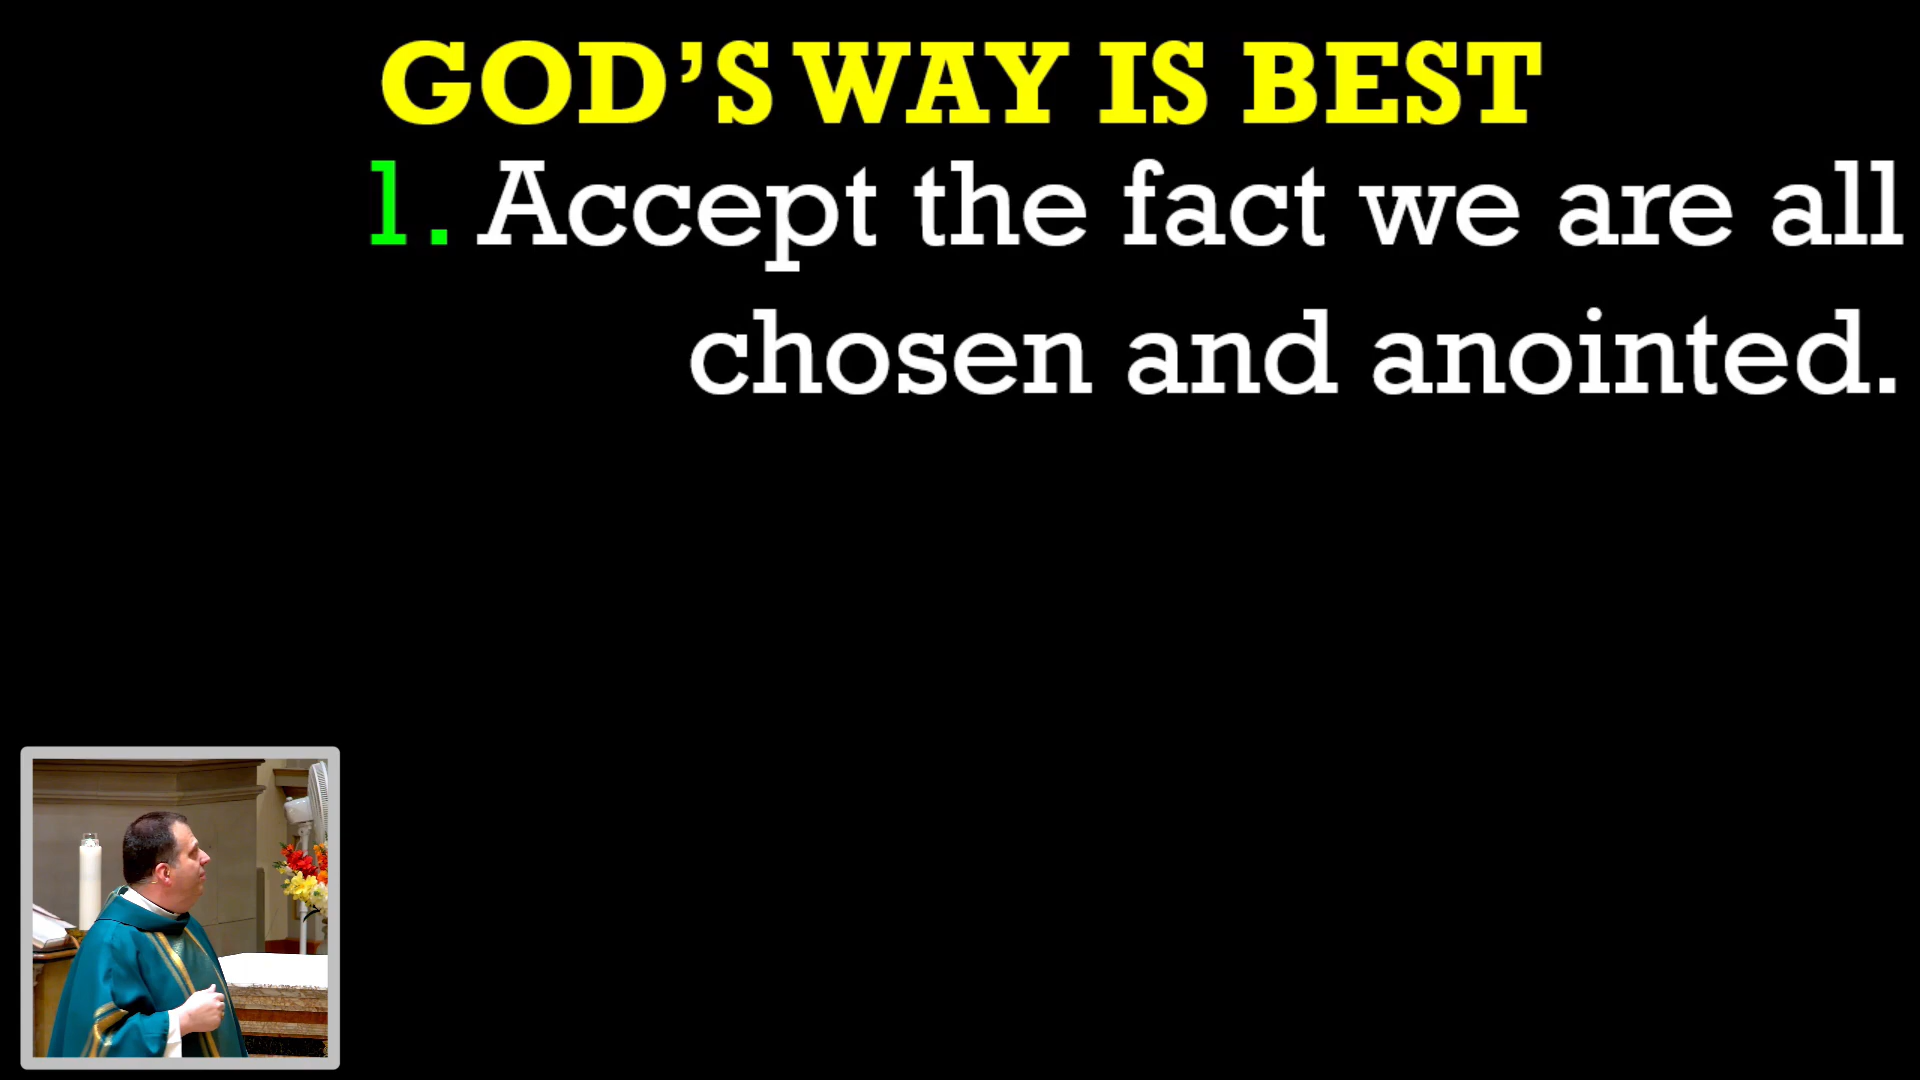 GOD’S WAY IS BEST
1. Accept the fact we are all
chosen and anointed.